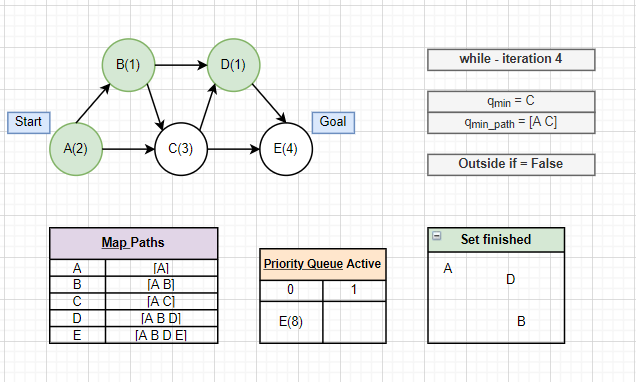 B(1)
D(1)
while - iteration 4
Start
A(2)
C(3)
E(4)
Goal
qmin = C
qmin_path = [A C]
Outside if = False
Map Paths
A [A]
B [A B]
C [A C]
D [A B D]
E [A B D E]
Priority Queue Active
0 1
E(8)
Set finished
A
D
B